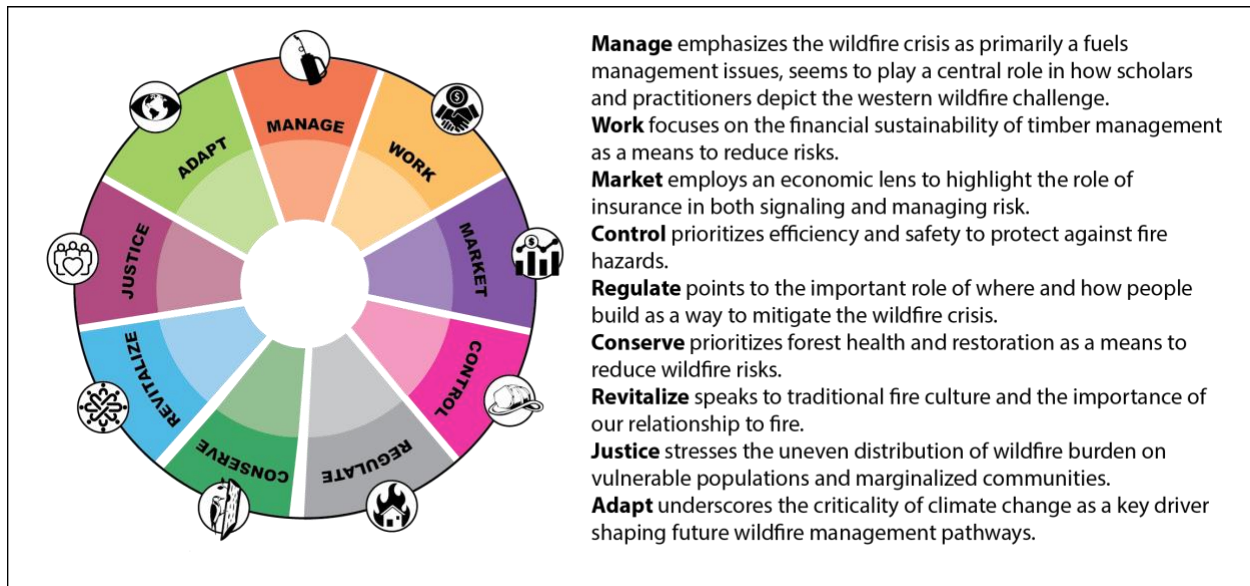 MANAGE
WORK
MARKET
CONTROL
REGULATE
CONSERVE
REVITALIZE
JUSTICE
ADAPT
$
$
Manage emphasizes the wildfire crisis as primarily a fuels
management issues, seems to play a central role in how scholars
and practitioners depict the western wildfire challenge.
Work focuses on the financial sustainability of timber management
as a means to reduce risks.
Market employs an economic lens to highlight the role of
insurance in both signaling and managing risk.
Control prioritizes efficiency and safety to protect against fire
hazards.
Regulate points to the important role of where and how people
build as a way to mitigate the wildfire crisis.
Conserve prioritizes forest health and restoration as a means to
reduce wildfire risks.
Revitalize speaks to traditional fire culture and the importance of
our relationship to fire.
Justice stresses the uneven distribution of wildfire burden on
vulnerable populations and marginalized communities.
Adapt underscores the criticality of climate change as a key driver
shaping future wildfire management pathways.